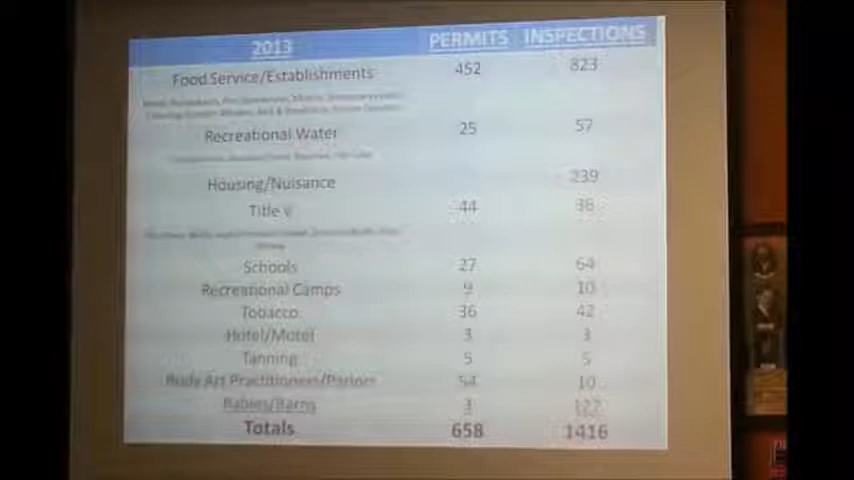 2013 PERMITS INSPECTIONS
Food Service/Establishments 452 823
Recreational Water 25 57
Housing/Nuisance 239
Title V 44 36
Schools 27 64
Recreational Camps 9 10
Tobacco 36 42
Hotel/Motel 3 3
Tanning 5 5
Body Art Practitioners/Parlors 54 10
Rabies/Barns 3 127
Totals 658 1416